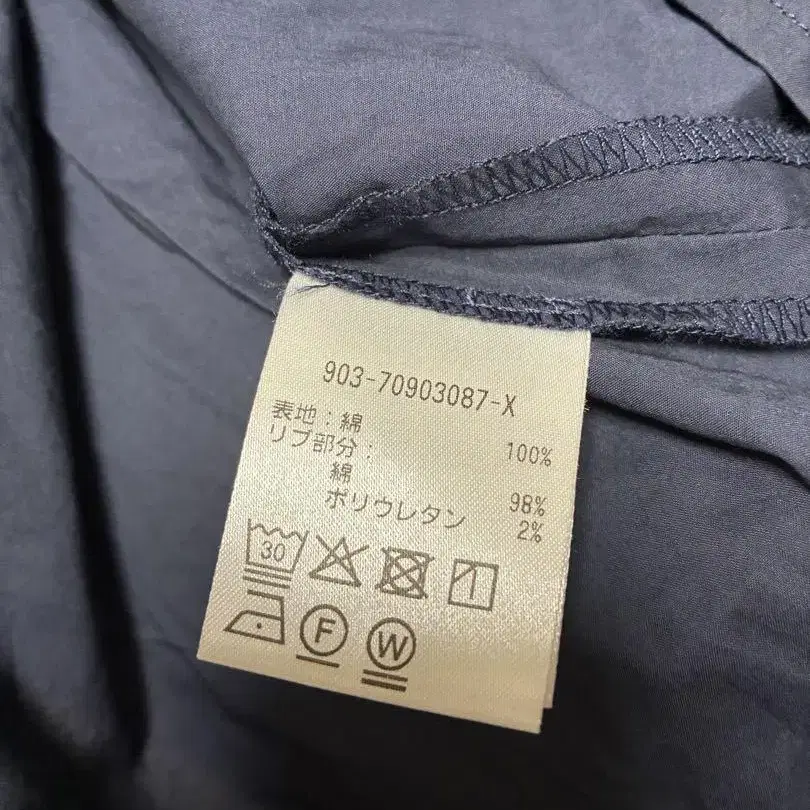 903-70903087-X
表地：綿 100%
リブ部分：
綿 98%
ポリウレタン 2%
30
F W